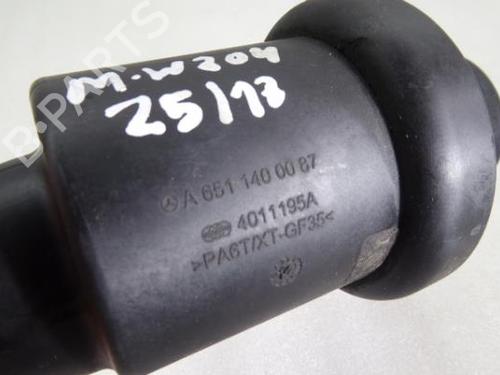 M-W204
25/13
A 651 140 00 87
4011195A
>PA6T/XT-GF35<
B-PARTS